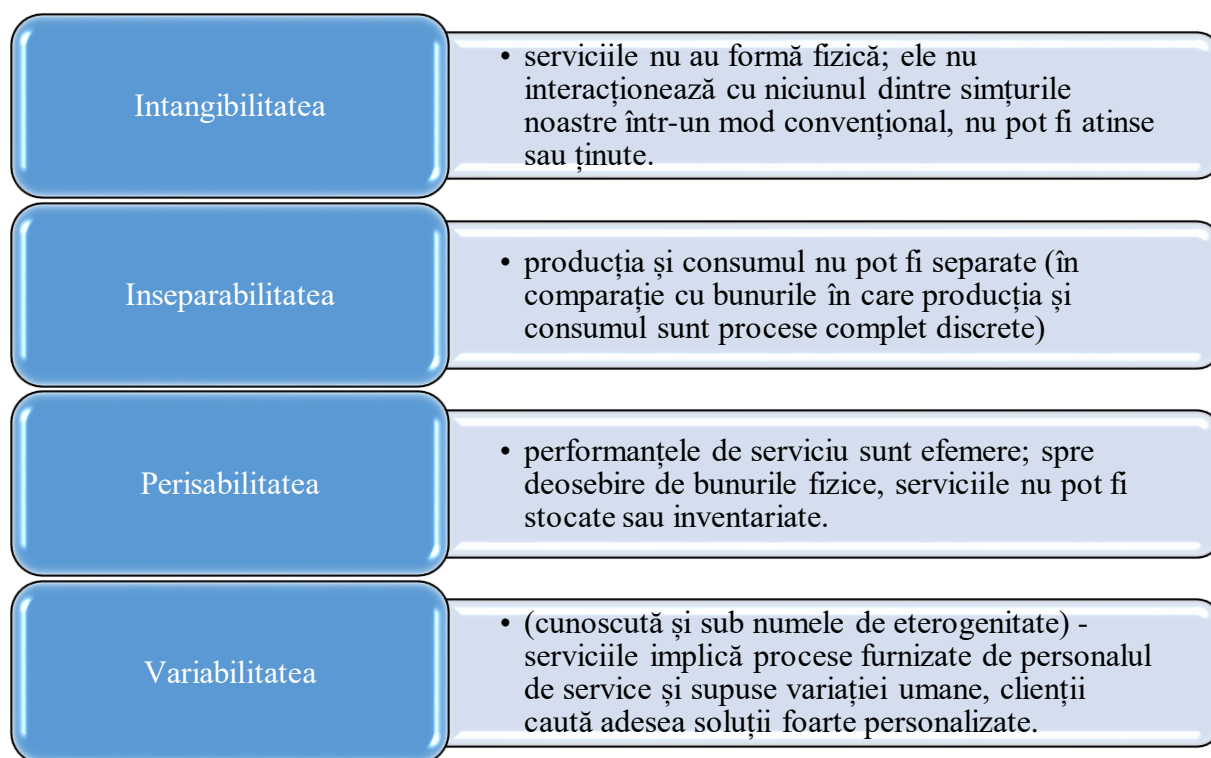 Intangibilitatea
• serviciile nu au formă fizică; ele nu
interacționează cu niciunul dintre simțurile
noastre într-un mod convențional, nu pot fi atinse
sau ținute.
Inseparabilitatea
• producția și consumul nu pot fi separate (în
comparație cu bunurile în care producția și
consumul sunt procese complet discrete)
Perisabilitatea
• performanțele de serviciu sunt efemere; spre
deosebire de bunurile fizice, serviciile nu pot fi
stocate sau inventariate.
Variabilitatea
• (cunoscută și sub numele de eterogenitate) -
serviciile implică procese furnizate de personalul
de service și supuse variației umane, clienții
caută adesea soluții foarte personalizate.